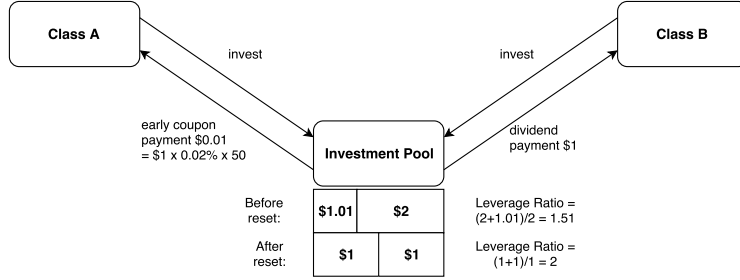 Class A
Class B
invest
invest
early coupon
payment $0.01
= $1 x 0.02% x 50
Investment Pool
dividend
payment $1
Before
reset:
$1.01
$2
Leverage Ratio =
(2+1.01)/2 = 1.51
After
reset:
$1
$1
Leverage Ratio =
(1+1)/1 = 2